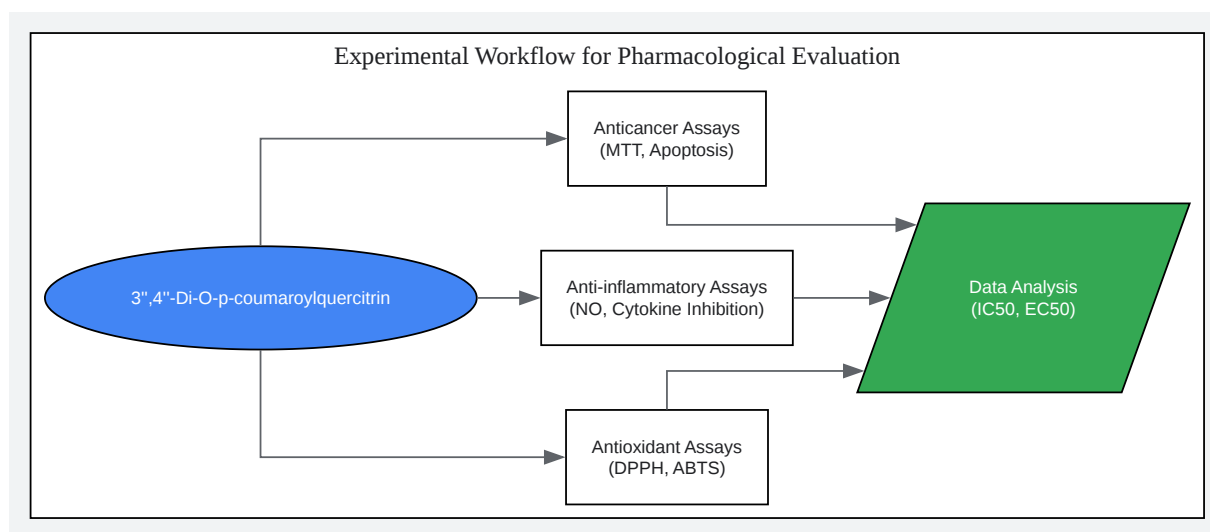 Experimental Workflow for Pharmacological Evaluation
Anticancer Assays
(MTT, Apoptosis)
3'',4''-Di-O-p-coumaroylquercitrin
Anti-inflammatory Assays
(NO, Cytokine Inhibition)
Data Analysis
(IC50, EC50)
Antioxidant Assays
(DPPH, ABTS)